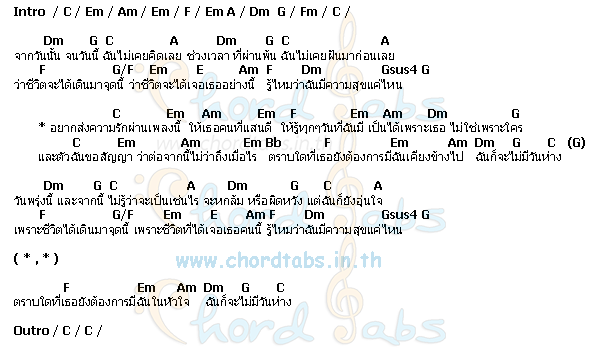 Intro / C / Em / Am / Em / F / Em A / Dm G / Fm / C /
Dm G C A Dm G C A
จากวันนั้น จนวันนี้ ฉันไม่เคยคิดเลย ช่วงเวลา ที่ผ่านพ้น ฉันไม่เคยฝันมาก่อนเลย
F G/F Em E Am F Dm Gsus4 G
ว่าชีวิตจะได้เดินมาจุดนี้ ว่าชีวิตจะได้เจอเธออย่างนี้ รู้ไหมว่าฉันมีความสุขแค่ไหน
C Em Am Em F Em Am Dm G
* อยากส่งความรักผ่านเพลงนี้ ให้เธอคนที่แสนดี ให้รู้ทุกๆวันที่ฉันมี เป็นได้เพราะเธอ ไม่ใช่เพราะใคร
C Em Am Em Bb F Em Am Dm G C (G)
และตัวฉันขอสัญญา ว่าต่อจากนี้ไม่ว่าถึงเมื่อไร ตราบใดที่เธอยังต้องการมีฉันเคียงข้างไป ฉันก็จะไม่มีวันห่าง
Dm G C A Dm G C A
วันพรุ่งนี้ และจากนี้ ไม่รู้ว่าจะเป็นเช่นไร จะหกล้ม หรือผิดหวัง แต่ฉันก็ยังอุ่นใจ
F G/F Em E Am F Dm Gsus4 G
เพราะชีวิตได้เดินมาจุดนี้ เพราะชีวิตที่ได้เจอเธอคนนี้ รู้ไหมว่าฉันมีความสุขแค่ไหน
( * , * )
www.chordtabs.in.th
F Em Am Dm G C
ตราบใดที่เธอยังต้องการมีฉันในหัวใจ ฉันก็จะไม่มีวันห่าง
Outro / C / C /
Chord Tabs